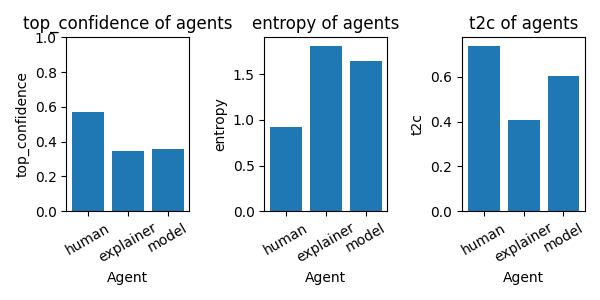 top_confidence of agents
top_confidence
1.0
0.8
0.6
0.4
0.2
0.0
human
explainer
model
Agent
entropy of agents
entropy
1.5
1.0
0.5
0.0
human
explainer
model
Agent
t2c of agents
t2c
0.6
0.4
0.2
0.0
human
explainer
model
Agent